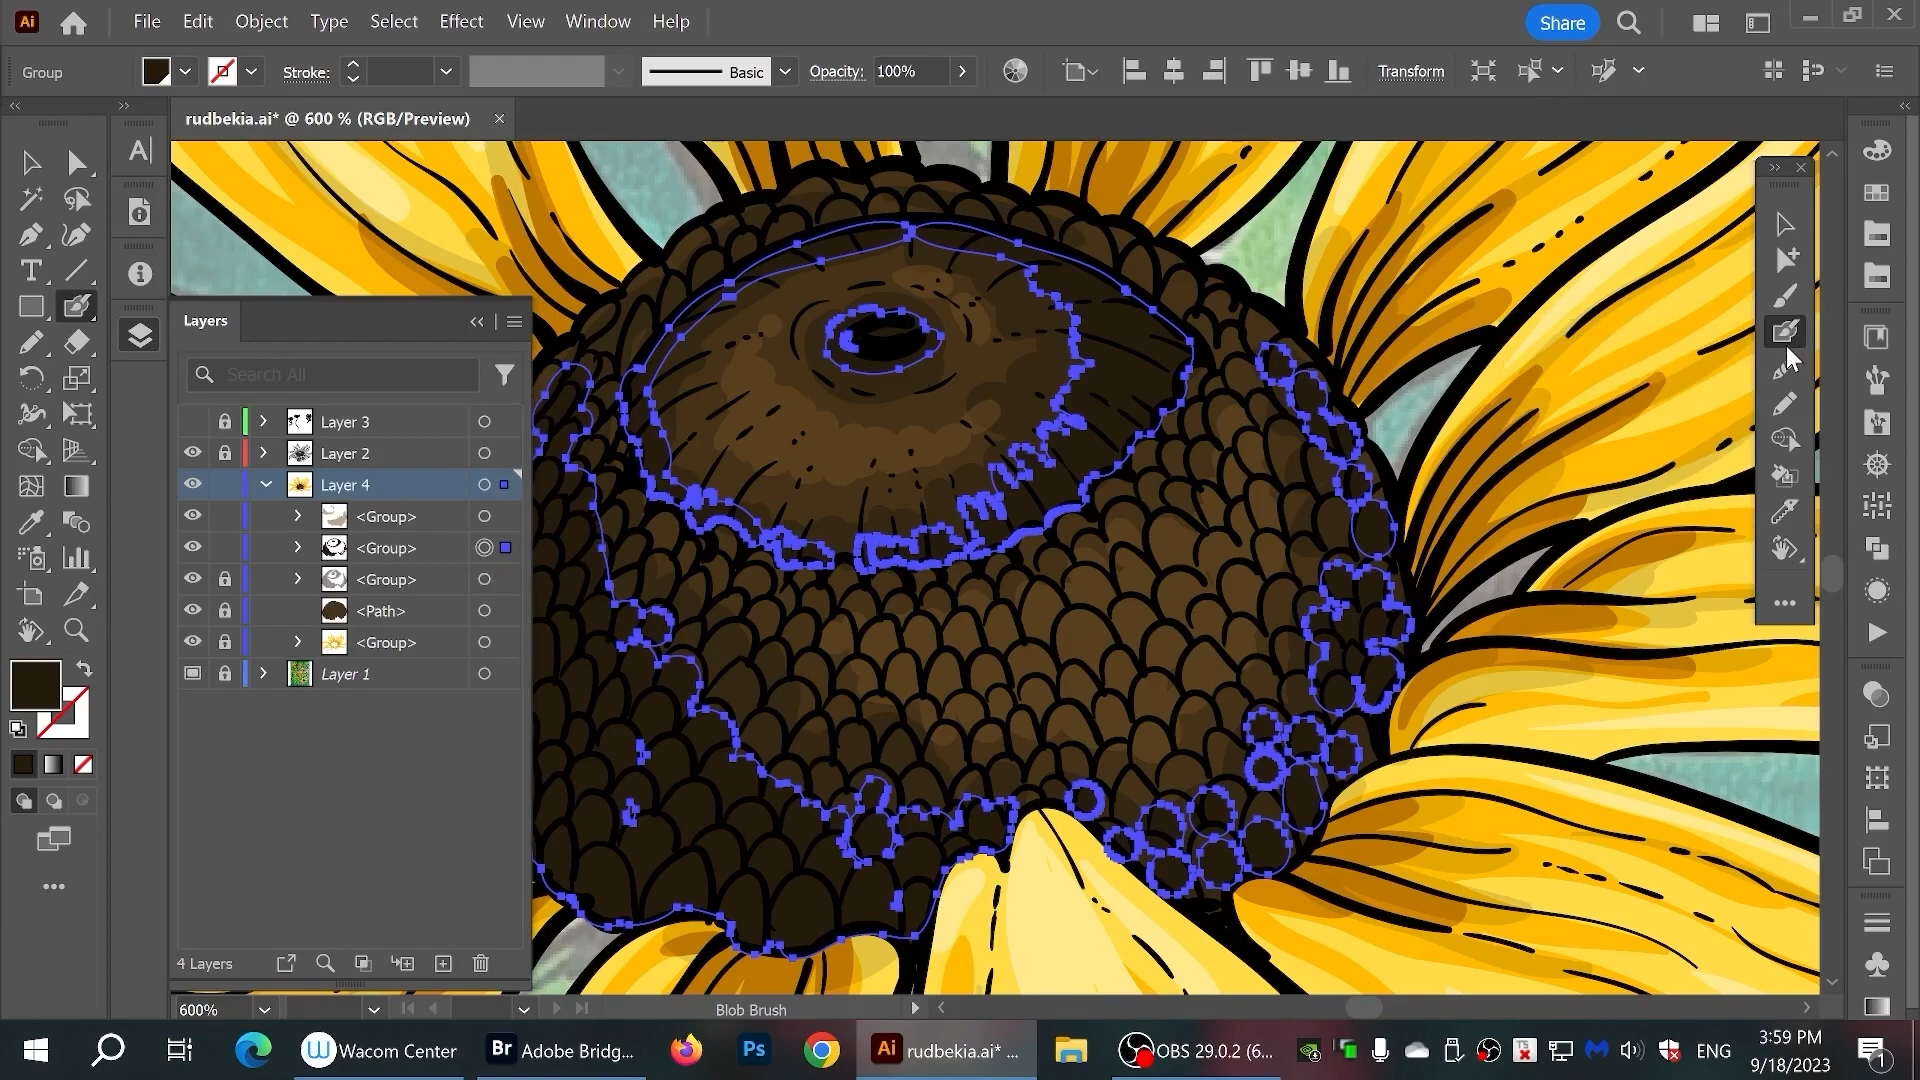 Ai File Edit Object Type Select Effect View Window Help Share
Group Stroke: Basic Opacity: 100% Transform
rudbekia.ai* @ 600 % (RGB/Preview)
Layers
Search All
Layer 3
Layer 2
Layer 4
<Group>
<Group>
<Group>
<Path>
<Group>
Layer 1
4 Layers
600% Blob Brush
Wacom Center Br Adobe Bridg... Ps Ai rudbekia.ai* ... OBS 29.0.2 (6... ENG
3:59 PM
9/18/2023
1